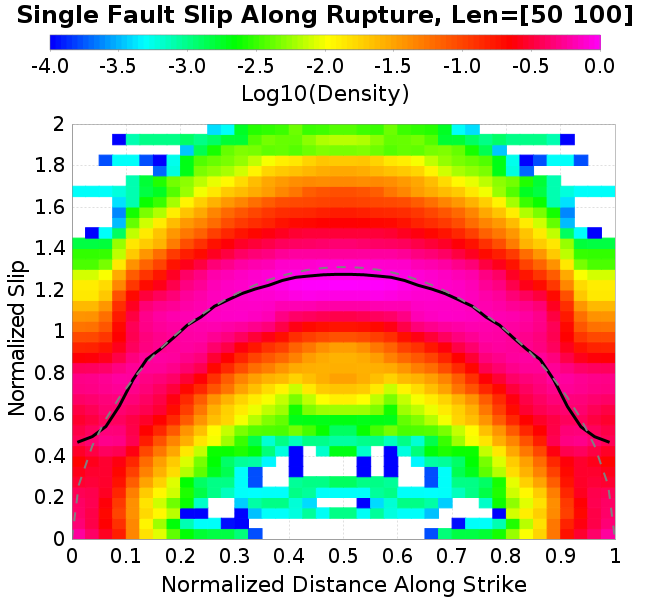 Single Fault Slip Along Rupture, Len=[50 100]
-4.0 -3.5 -3.0 -2.5 -2.0 -1.5 -1.0 -0.5 0.0
Log10(Density)
2
1.8
1.6
1.4
1.2
1
0.8
0.6
0.4
0.2
0
Normalized Slip
0 0.1 0.2 0.3 0.4 0.5 0.6 0.7 0.8 0.9 1
Normalized Distance Along Strike